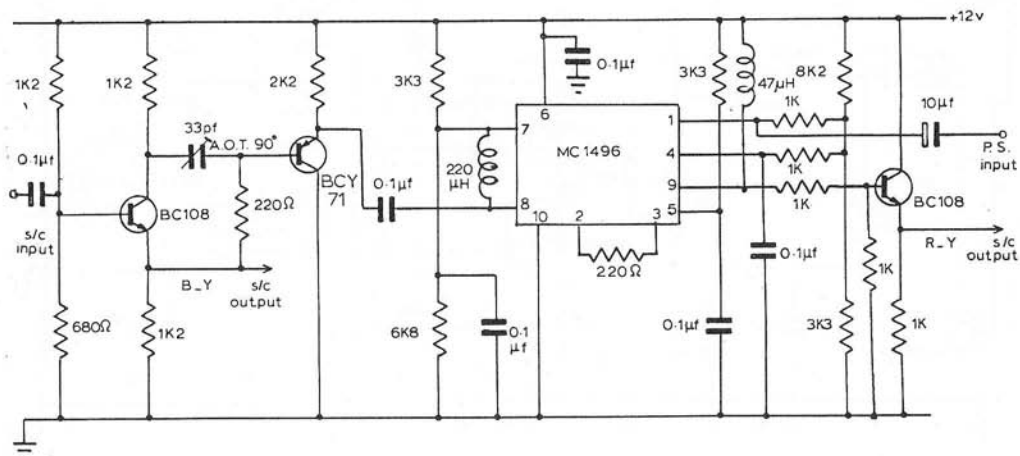 +12v
1K2
1K2
2K2
3K3
0·1µf
3K3
47µH
8K2
1K
10µf
P.S.
input
33pf
A.O.T. 90°
0·1µf
s/c
input
BC108
220Ω
BCY
71
0·1µf
220
µH
7
8
6
MC 1496
10
2
3
220Ω
1
4
9
5
1K
1K
BC108
R_Y
s/c
output
B_Y
s/c
output
680Ω
1K2
6K8
0·1
µf
0·1µf
0·1µf
3K3
1K
1K